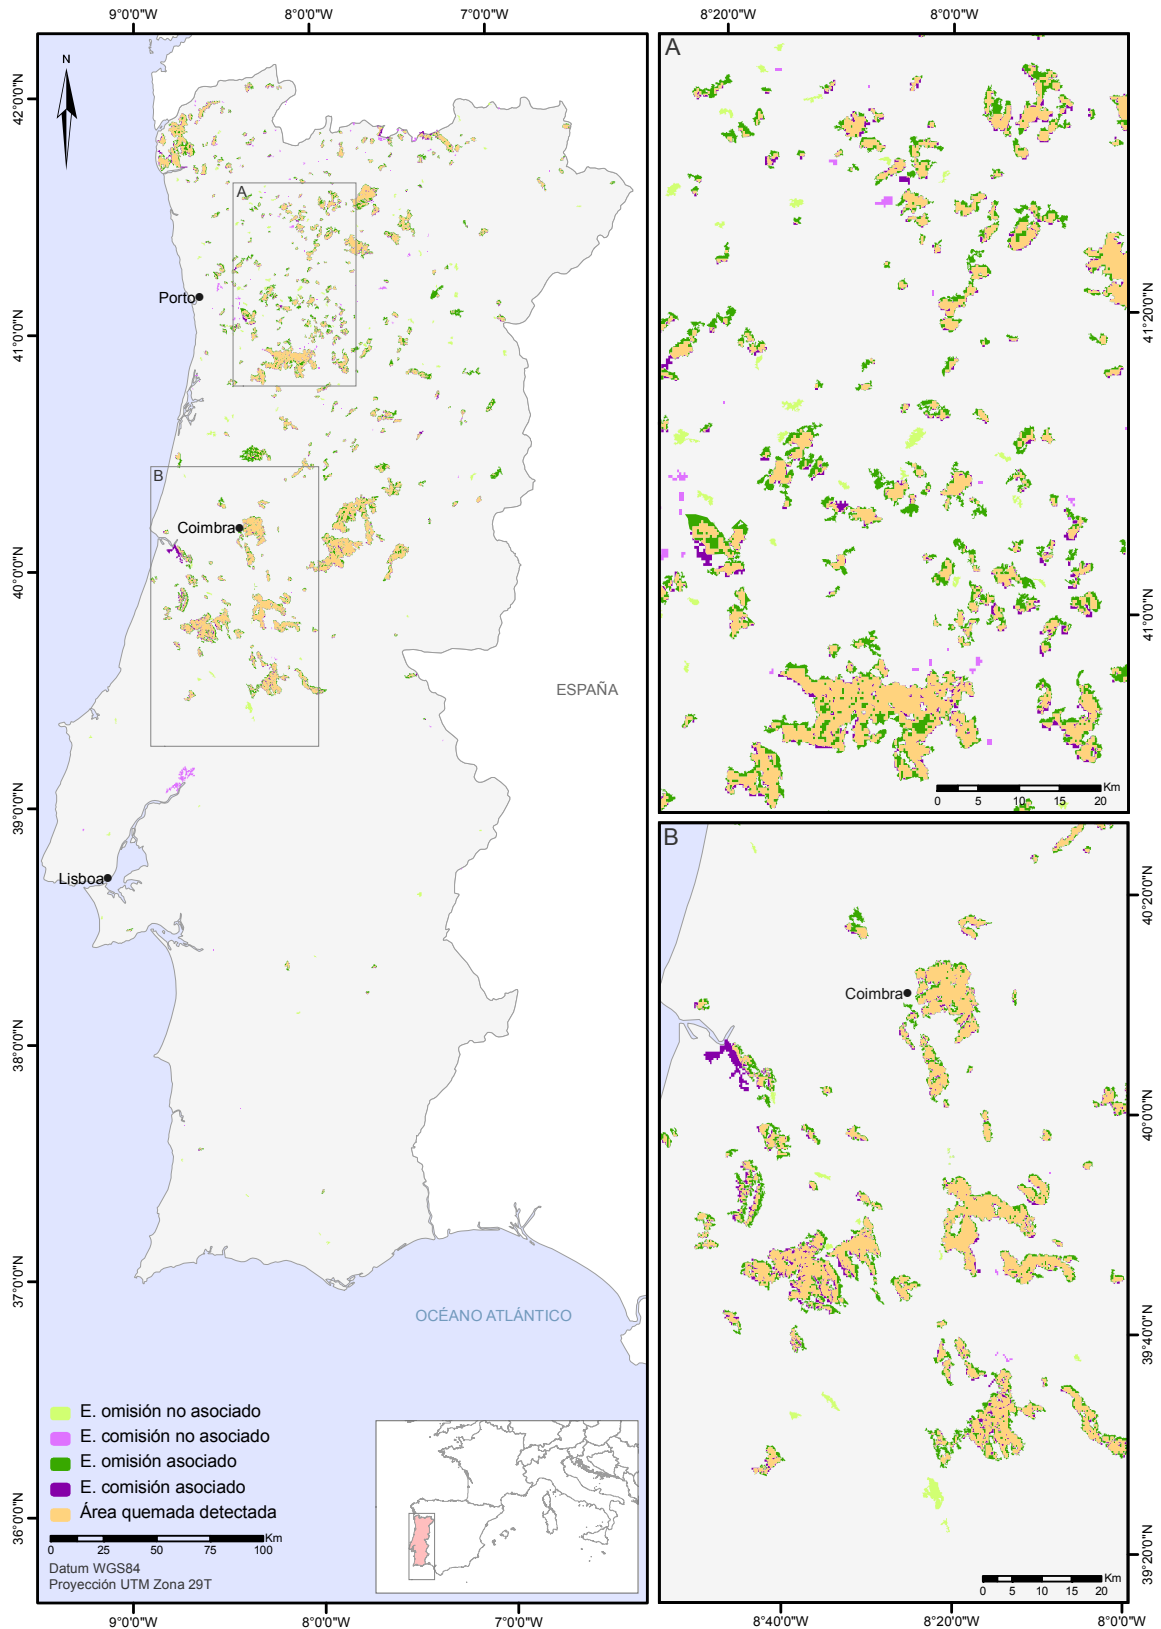 9°0'0"W 8°0'0"W 7°0'0"W
8°20'0"W 8°0'0"W
N
42°0'0"N
41°0'0"N
40°0'0"N
39°0'0"N
38°0'0"N
37°0'0"N
36°0'0"N
A
Porto
B
Coimbra
Lisboa
ESPAÑA
OCÉANO ATLÁNTICO
E. omisión no asociado
E. comisión no asociado
E. omisión asociado
E. comisión asociado
Área quemada detectada
0 25 50 75 100 Km
Datum WGS84
Proyección UTM Zona 29T
9°0'0"W 8°0'0"W 7°0'0"W
A
41°20'0"N
41°0'0"N
0 5 10 15 20 Km
B
Coimbra
40°20'0"N
40°0'0"N
39°40'0"N
39°20'0"N
0 5 10 15 20 Km
8°40'0"W 8°20'0"W 8°0'0"W